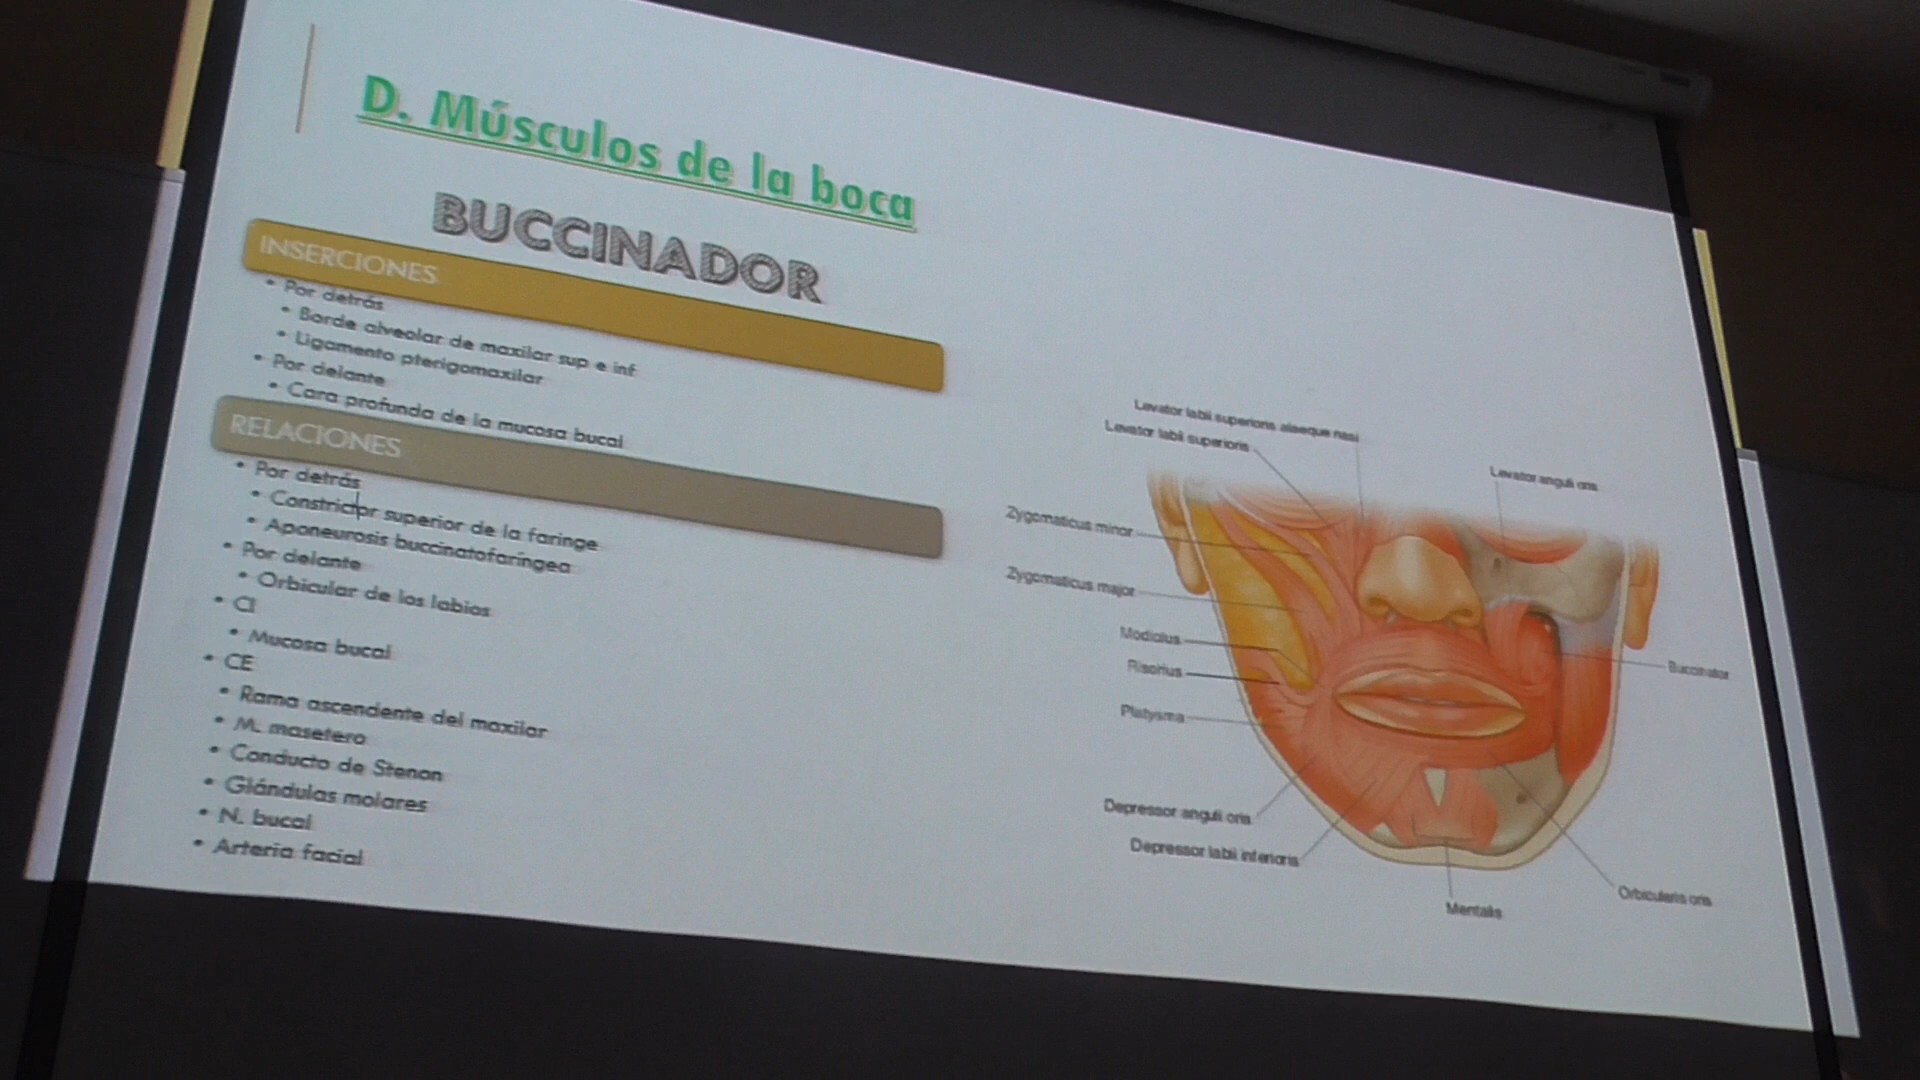 D. Músculos de la boca
BUCCINADOR
INSERCIONES
• Por detrás
• Borde alveolar de maxilar sup e inf
• Ligamento pterigomaxilar
• Por delante
• Cara profunda de la mucosa bucal
RELACIONES
• Por detrás
• Constrictor superior de la faringe
• Aponeurosis buccinatofaríngea
• Por delante
• Orbicular de los labios
• CI
• Mucosa bucal
• CE
• Rama ascendente del maxilar
• M. masetero
• Conducto de Stenon
• Glándulas molares
• N. bucal
• Arteria facial
Levator labii superioris alaeque nasi
Levator labii superioris
Levator anguli oris
Zygomaticus minor
Zygomaticus major
Modiolus
Risorius
Platysma
Buccinator
Depressor anguli oris
Depressor labii inferioris
Mentalis
Orbicularis oris